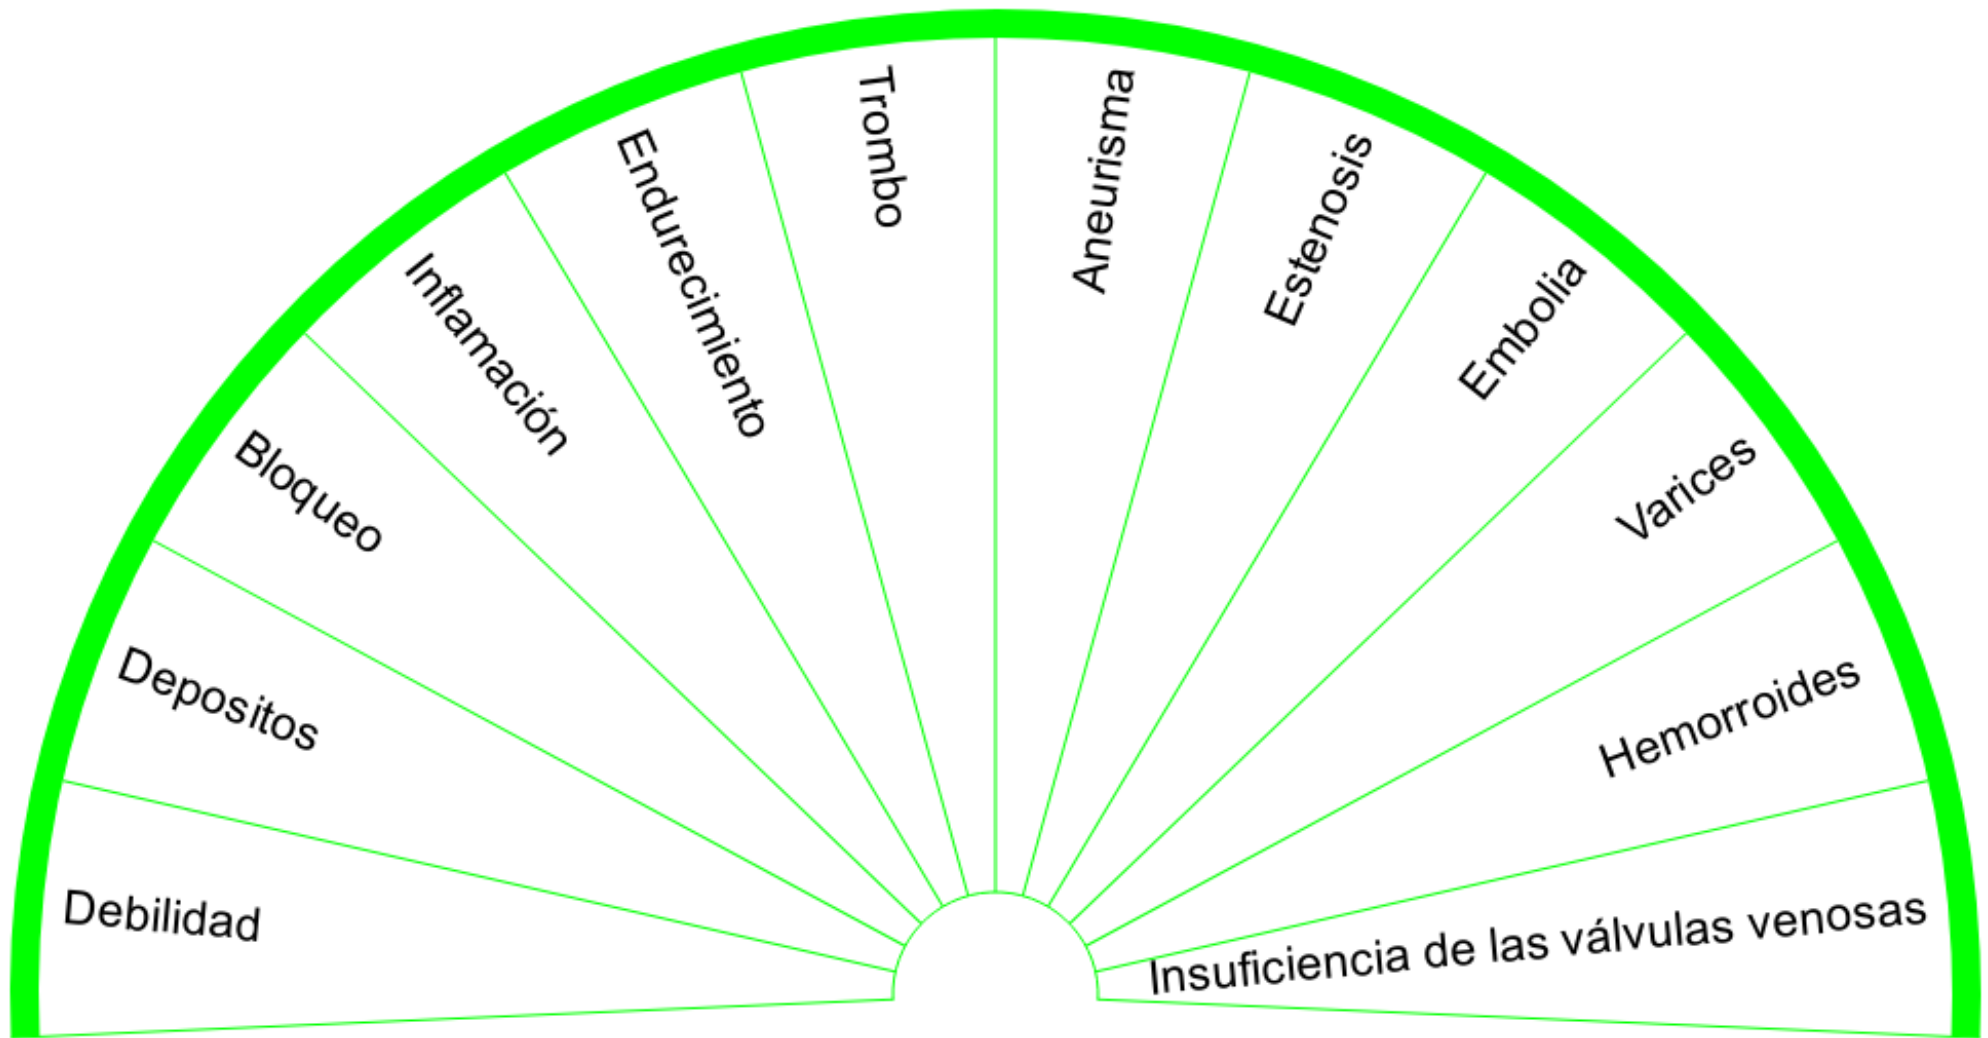 Debilidad
Depositos
Bloqueo
Inflamación
Endurecimiento
Trombo
Aneurisma
Estenosis
Embolia
Varices
Hemorroides
Insuficiencia de las válvulas venosas